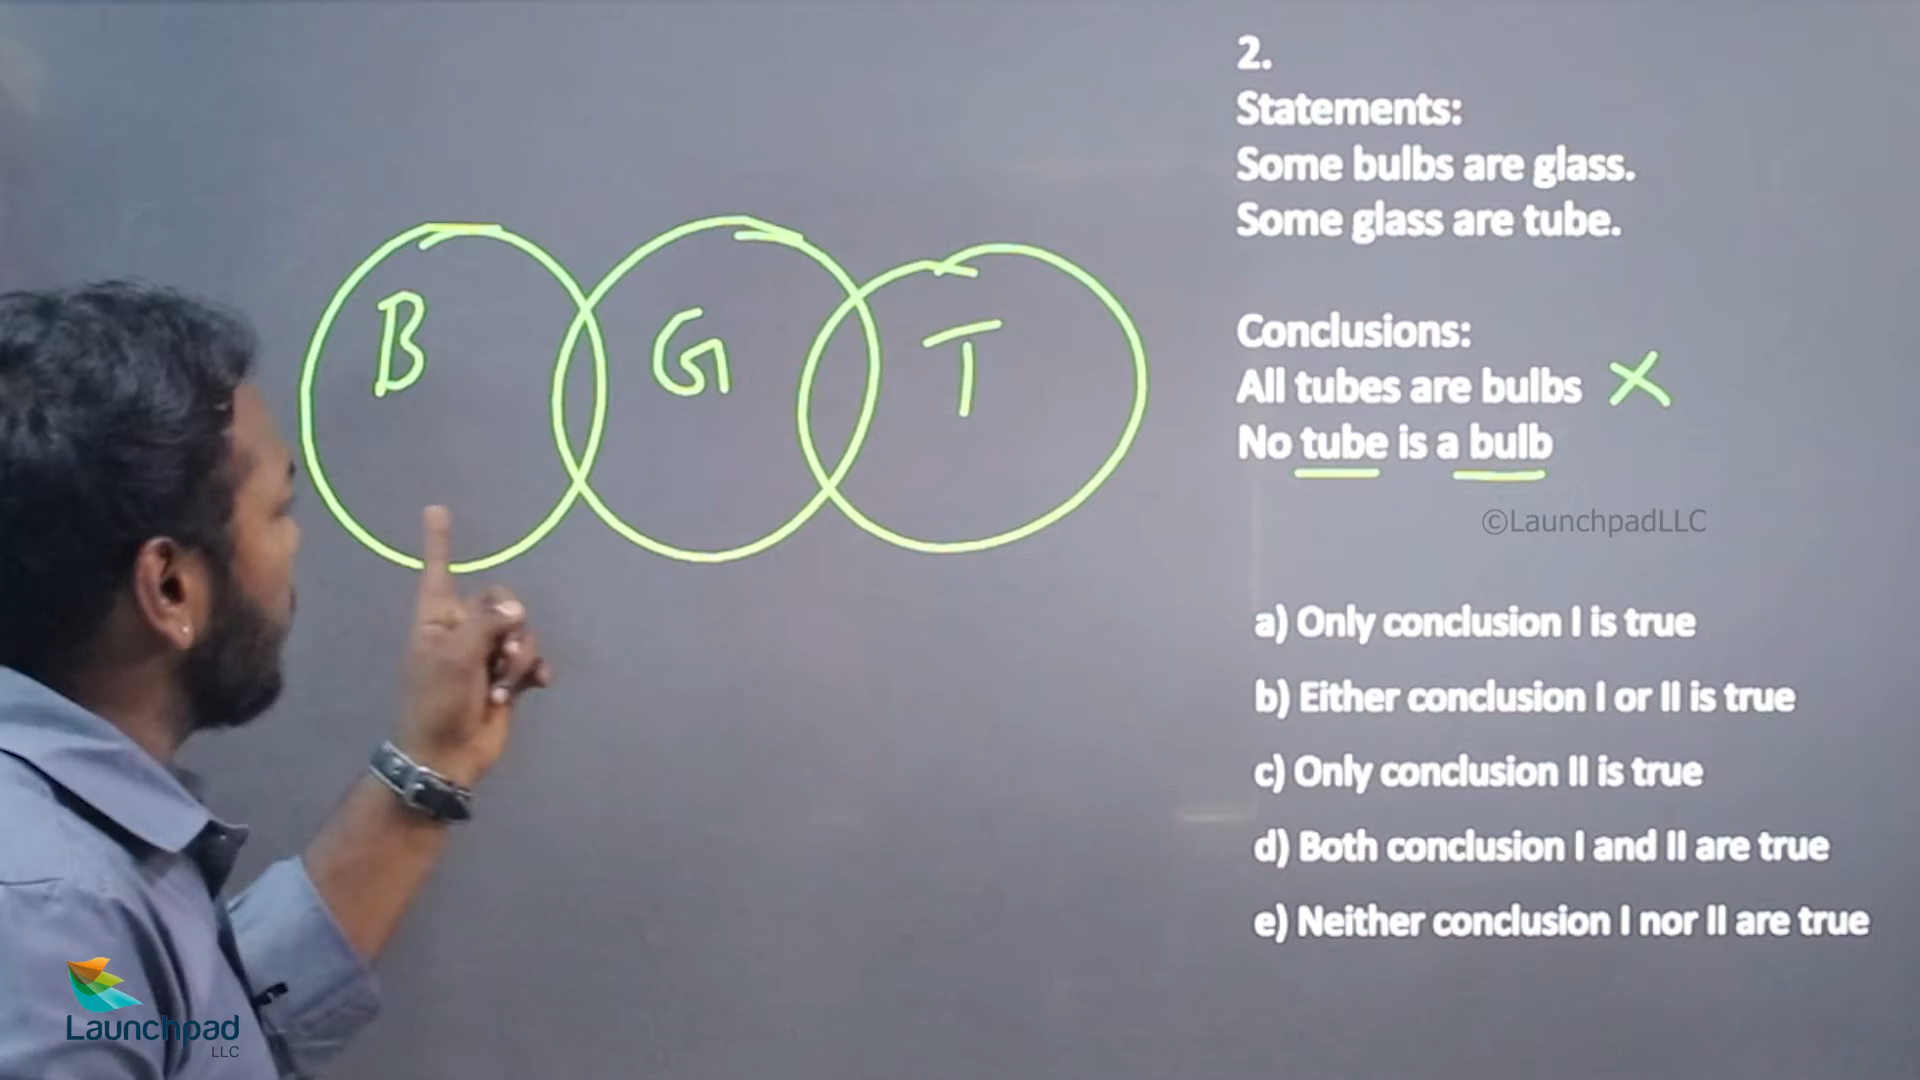 2.
Statements:
Some bulbs are glass.
Some glass are tube.
Conclusions:
All tubes are bulbs X
No tube is a bulb
©LaunchpadLLC
B G T
a) Only conclusion I is true
b) Either conclusion I or II is true
c) Only conclusion II is true
d) Both conclusion I and II are true
e) Neither conclusion I nor II are true
Launchpad
LLC